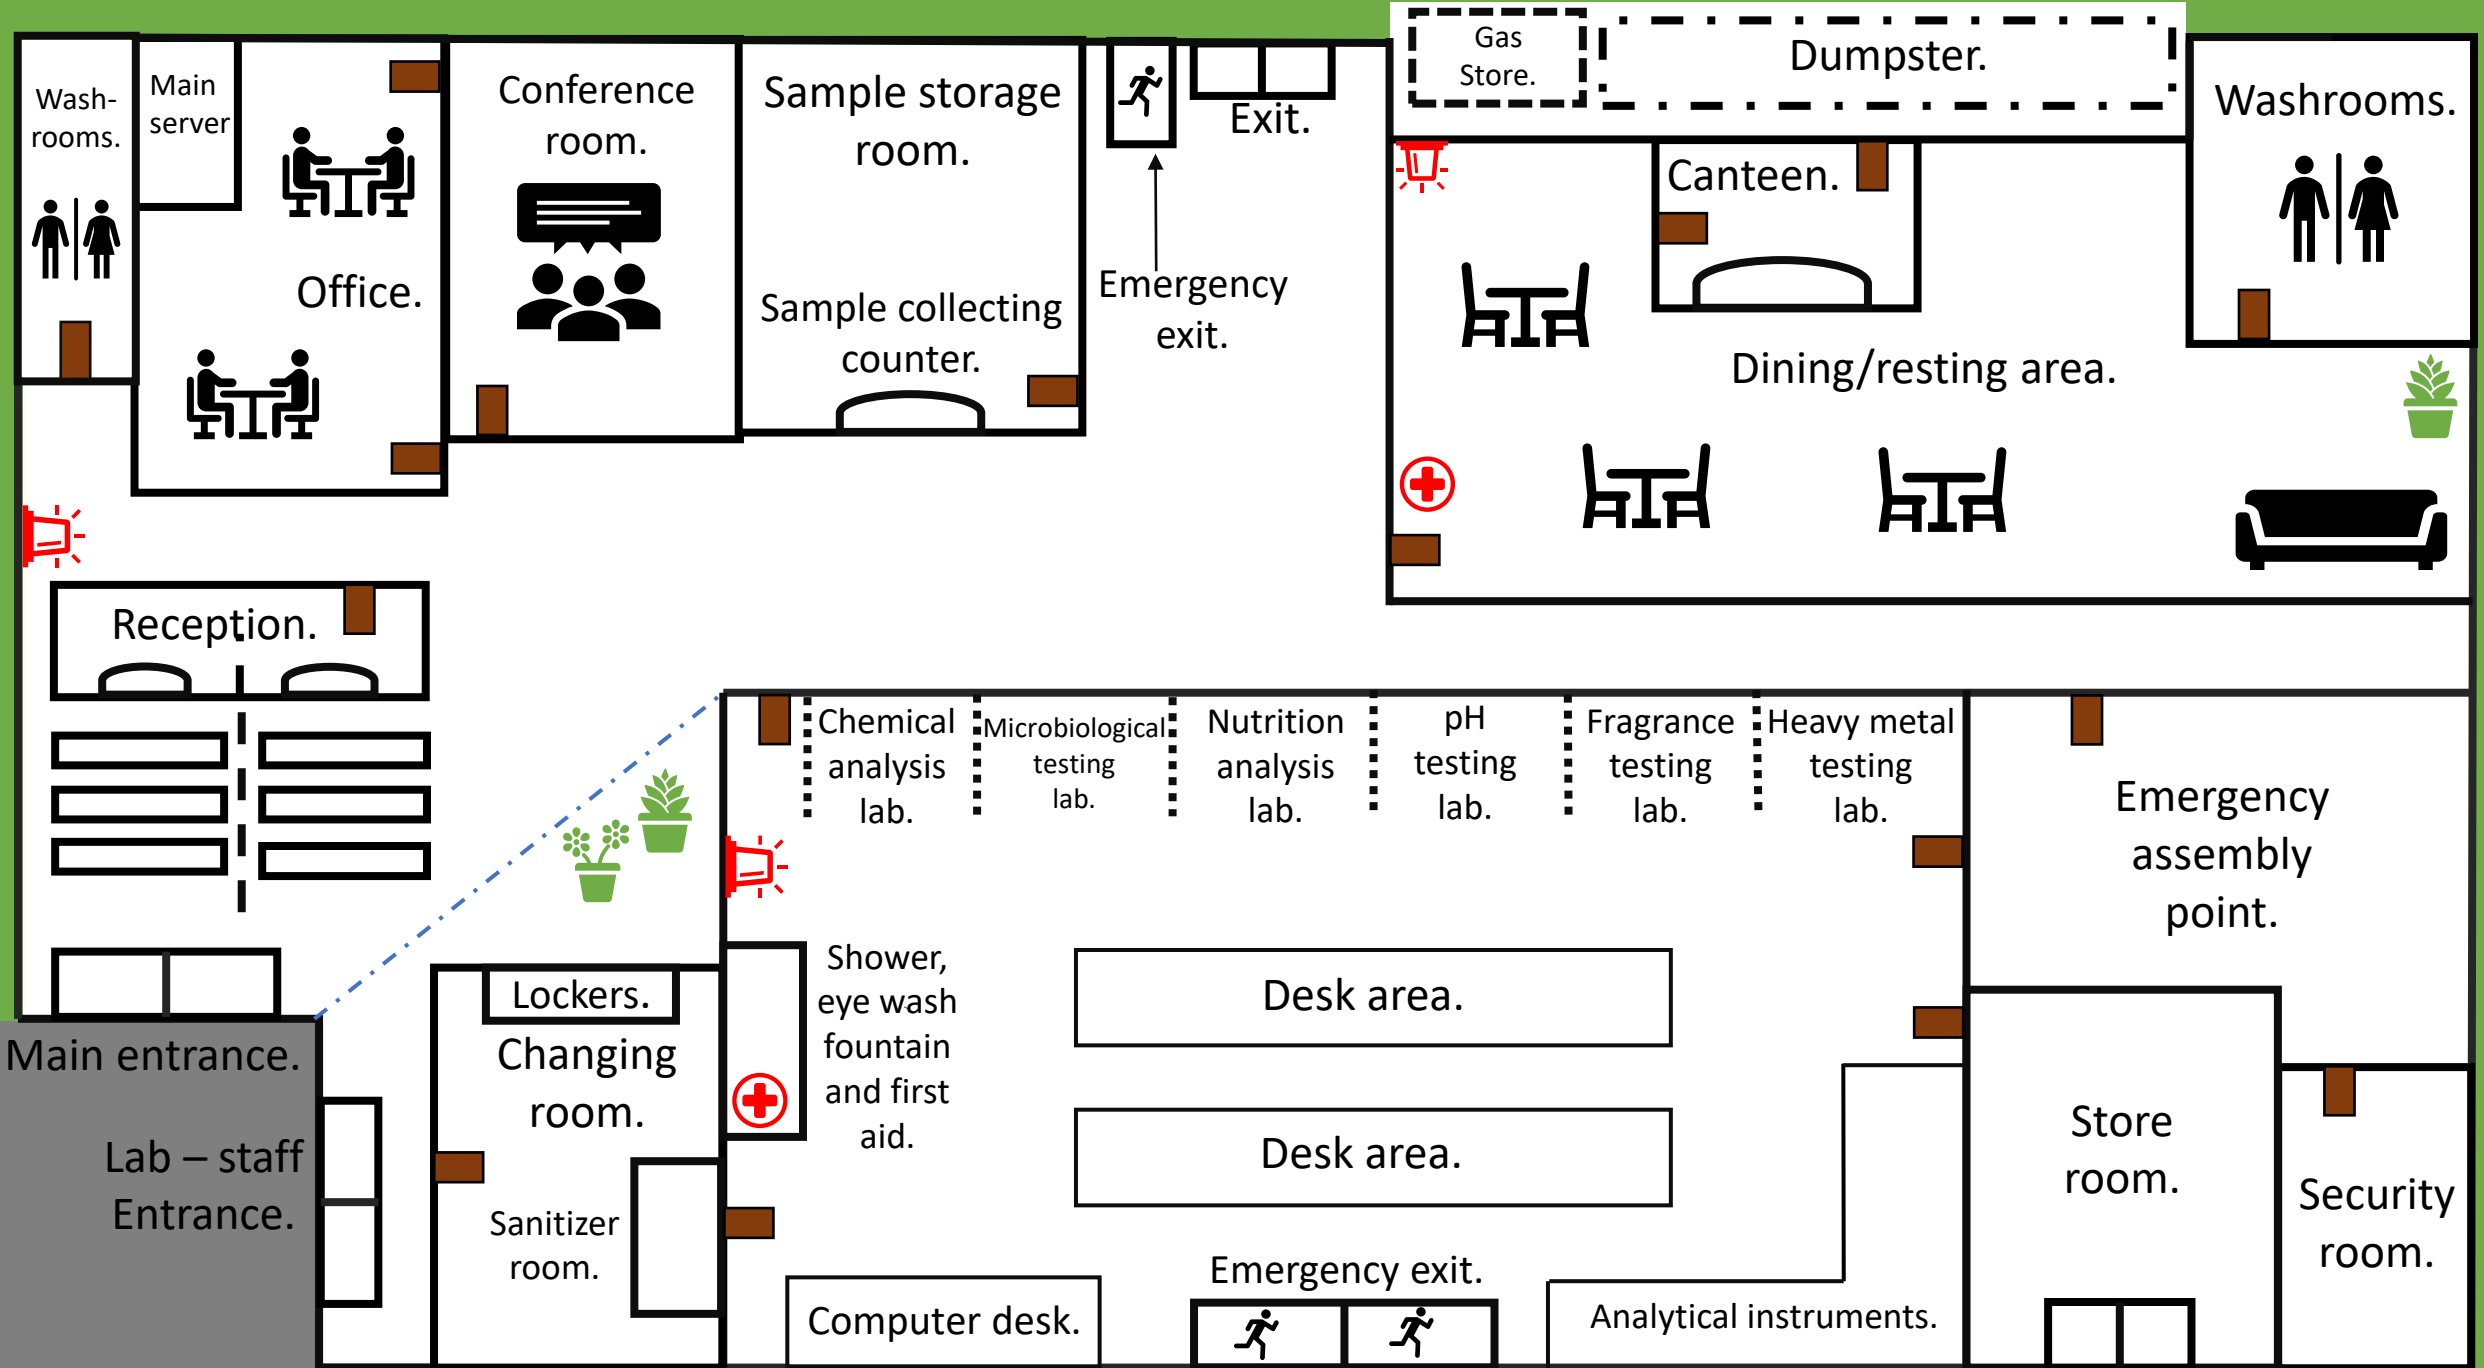 Wash-
rooms.
Main
server
Office.
Conference
room.
Sample storage
room.
Sample collecting
counter.
Exit.
Emergency
exit.
Gas
Store.
Dumpster.
Canteen.
Washrooms.
Dining/resting area.
Reception.
Chemical
analysis
lab.
Microbiological
testing
lab.
Nutrition
analysis
lab.
pH
testing
lab.
Fragrance
testing
lab.
Heavy metal
testing
lab.
Emergency
assembly
point.
Main entrance.
Lab – staff
Entrance.
Lockers.
Changing
room.
Sanitizer
room.
Shower,
eye wash
fountain
and first
aid.
Desk area.
Desk area.
Computer desk.
Emergency exit.
Analytical instruments.
Store
room.
Security
room.